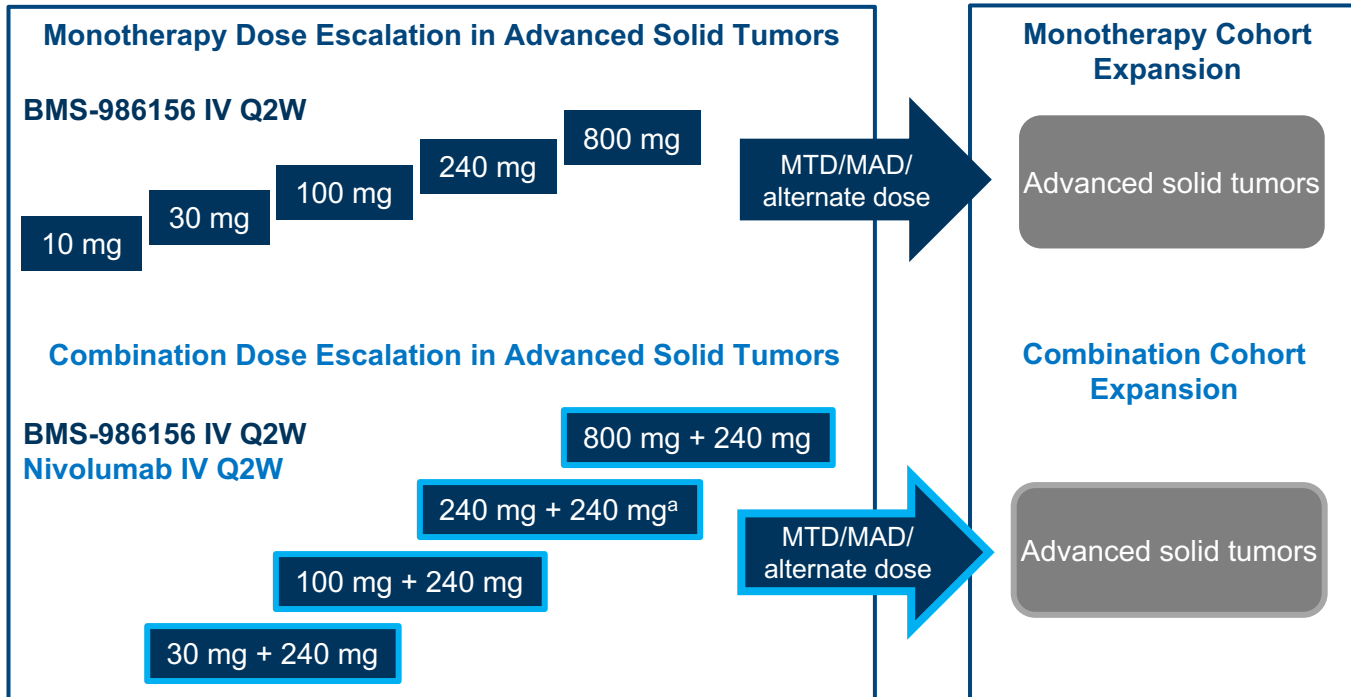 Monotherapy Dose Escalation in Advanced Solid Tumors
BMS-986156 IV Q2W
10 mg
30 mg
100 mg
240 mg
800 mg
MTD/MAD/
alternate dose
Monotherapy Cohort
Expansion
Advanced solid tumors
Combination Dose Escalation in Advanced Solid Tumors
BMS-986156 IV Q2W
Nivolumab IV Q2W
30 mg + 240 mg
100 mg + 240 mg
240 mg + 240 mgᵃ
800 mg + 240 mg
MTD/MAD/
alternate dose
Combination Cohort
Expansion
Advanced solid tumors